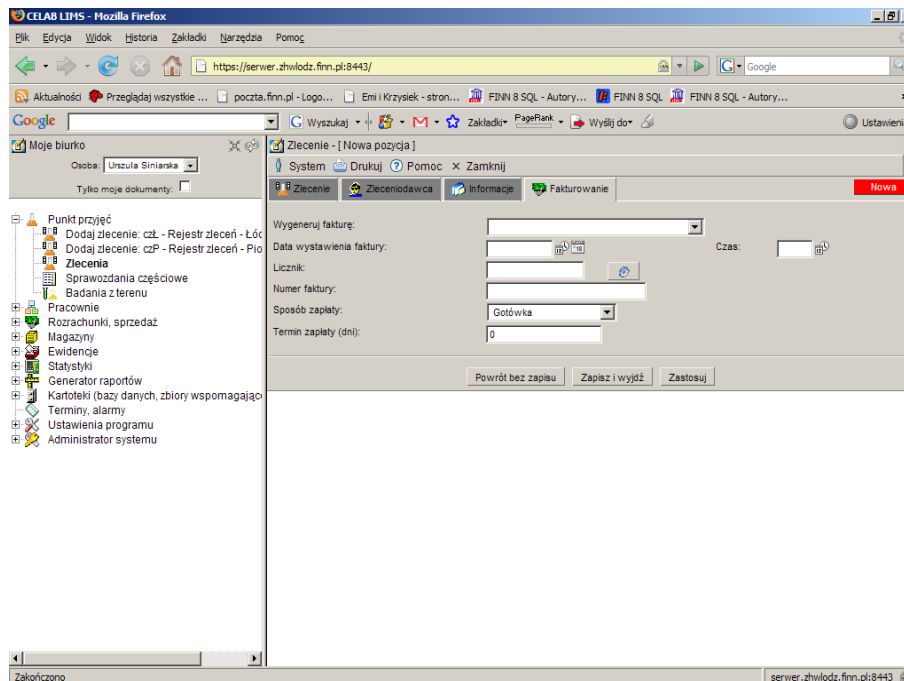 CELAB LIMS - Mozilla Firefox
Plik Edycja Widok Historia Zakładki Narzędzia Pomoc
https://serwer.zhwlodz.finn.pl:8443/ Google
Aktualności Przeglądaj wszystkie ... poczta.finn.pl - Logo... Emi i Krzysiek - stron... FINN 8 SQL - Autory... FINN 8 SQL FINN 8 SQL - Autory...
Google Wyszukaj Zakładki PageRank Wyślij do Ustawieni
Moje biurko
Osoba: Urszula Siniarska
Tylko moje dokumenty:
Punkt przyjęć
Dodaj zlecenie: czŁ - Rejestr zleceń - Łóc
Dodaj zlecenie: czP - Rejestr zleceń - Pio
Zlecenia
Sprawozdania częściowe
Badania z terenu
Pracownie
Rozrachunki, sprzedaż
Magazyny
Ewidencje
Statystyki
Generator raportów
Kartoteki (bazy danych, zbiory wspomagając
Terminy, alarmy
Ustawienia programu
Administrator systemu
Zlecenie - [ Nowa pozycja ]
System Drukuj Pomoc Zamknij
Zlecenie Zleceniodawca Informacje Fakturowanie Nowa
Wygeneruj fakturę:
Data wystawienia faktury: Czas:
Licznik:
Numer faktury:
Sposób zapłaty: Gotówka
Termin zapłaty (dni): 0
Powrót bez zapisu Zapisz i wyjdź Zastosuj
Zakończono serwer.zhwlodz.finn.pl:8443